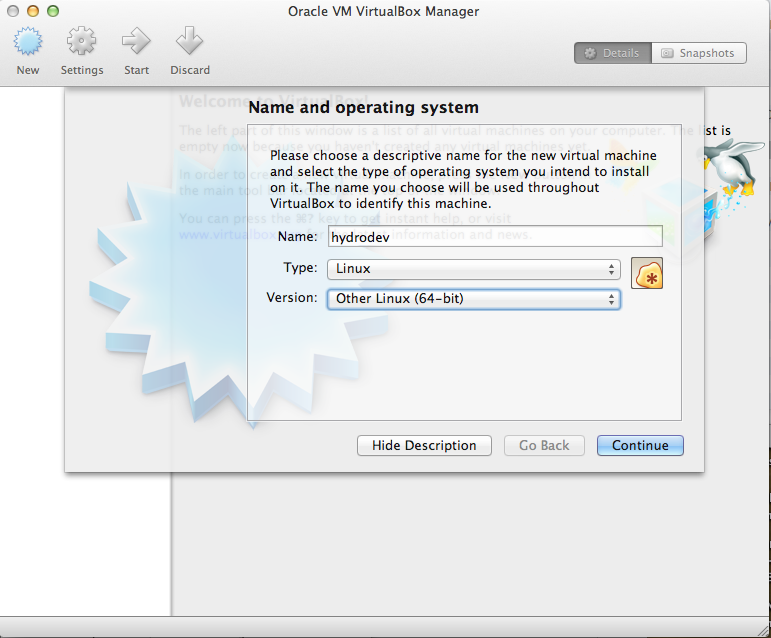 Oracle VM VirtualBox Manager
New
Settings
Start
Discard
Details
Snapshots
Welcome to VirtualBox!
Name and operating system
The left part of this window is a list of all virtual machines on your computer. The list is
empty now because you haven't created any virtual machines yet.
Please choose a descriptive name for the new virtual machine
and select the type of operating system you intend to install
on it. The name you choose will be used throughout
VirtualBox to identify this machine.
In order to
the main tool
You can press the ⌘? key to get instant help, or visit
www.virtualbox information and news.
Name: hydrodev
Type: Linux
Version: Other Linux (64-bit)
Hide Description
Go Back
Continue